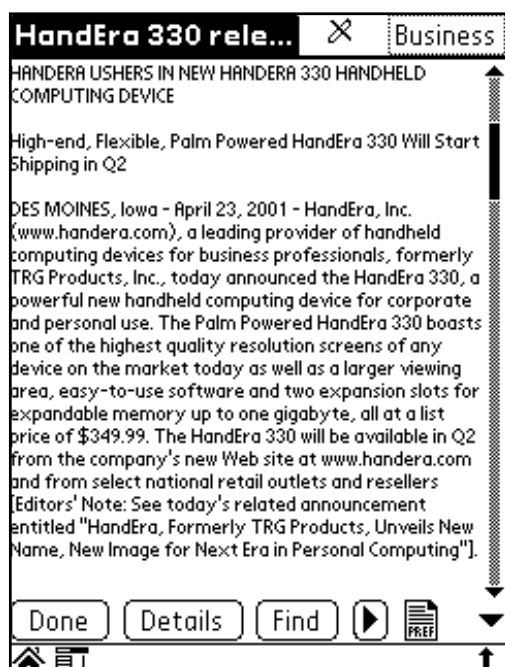 HandEra 330 rele...
Business
HANDERA USHERS IN NEW HANDERA 330 HANDHELD
COMPUTING DEVICE
High-end, Flexible, Palm Powered HandEra 330 Will Start
Shipping in Q2
DES MOINES, Iowa - April 23, 2001 - HandEra, Inc.
(www.handera.com), a leading provider of handheld
computing devices for business professionals, formerly
TRG Products, Inc., today announced the HandEra 330, a
powerful new handheld computing device for corporate
and personal use. The Palm Powered HandEra 330 boasts
one of the highest quality resolution screens of any
device on the market today as well as a larger viewing
area, easy-to-use software and two expansion slots for
expandable memory up to one gigabyte, all at a list
price of $349.99. The HandEra 330 will be available in Q2
from the company's new Web site at www.handera.com
and from select national retail outlets and resellers
[Editors' Note: See today's related announcement
entitled "HandEra, Formerly TRG Products, Unveils New
Name, New Image for Next Era in Personal Computing"].
Done
Details
Find
PREF